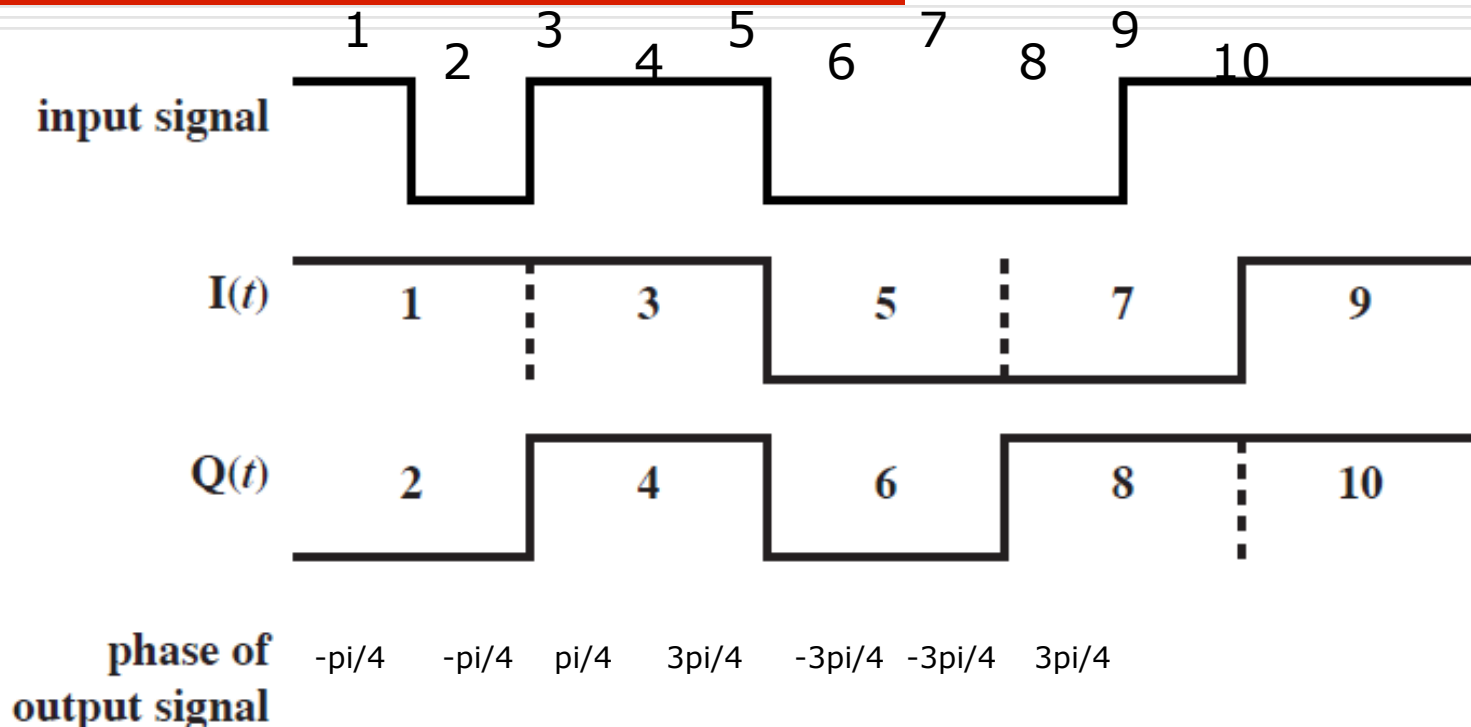 1 3 5 7 9
2 4 6 8 10
input signal
I(t) 1 3 5 7 9
Q(t) 2 4 6 8 10
phase of -pi/4 -pi/4 pi/4 3pi/4 -3pi/4 -3pi/4 3pi/4
output signal